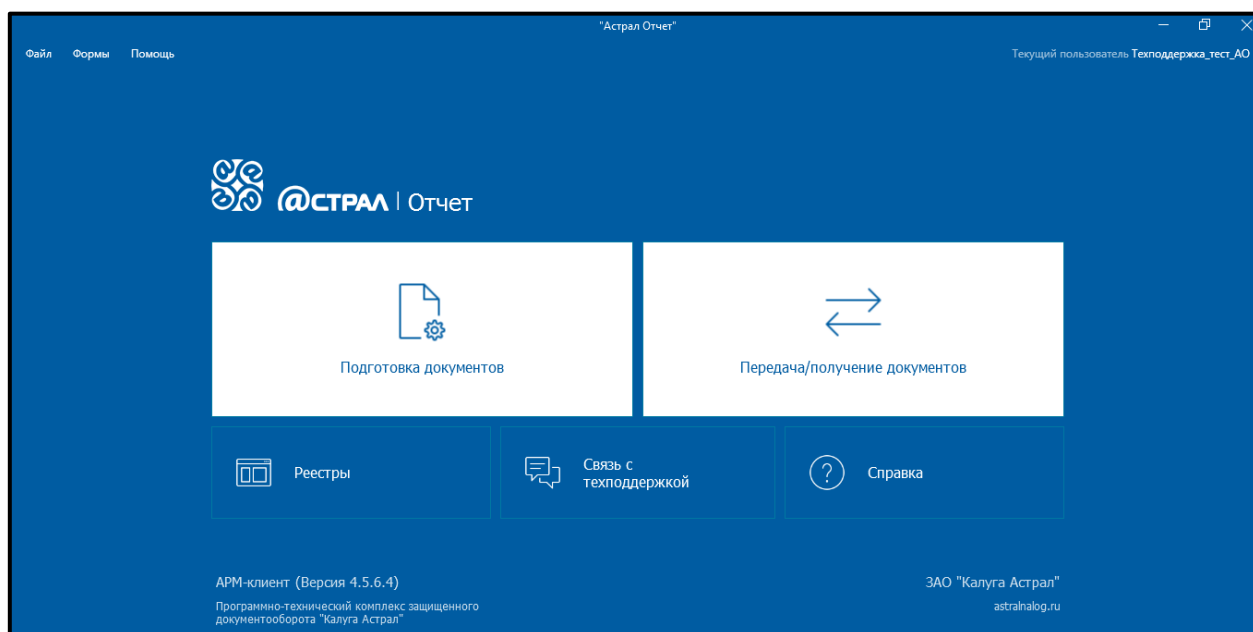 "Астрал Отчет"
Файл Формы Помощь
Текущий пользователь Техподдержка_тест_АО
@СТРАЛ | Отчет
Подготовка документов
Передача/получение документов
Реестры
Связь с
техподдержкой
?
Справка
АРМ-клиент (Версия 4.5.6.4)
ЗАО "Калуга Астрал"
Программно-технический комплекс защищенного
документооборота "Калуга Астрал"
astralnalog.ru